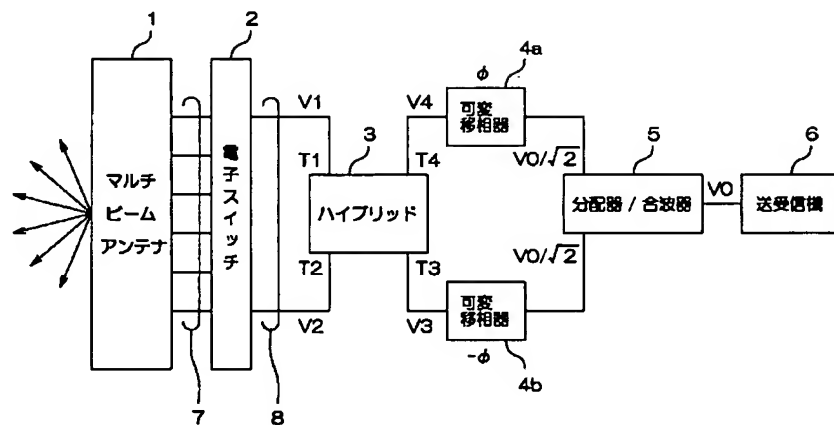 1
2
4a
φ
V1
V4
可変
移相器
3
5
6
T1
T4
V0/√2
マルチ
ビーム
アンテナ
電子スイッチ
ハイブリッド
分配器 / 合波器
V0
送受信機
T2
T3
V0/√2
V2
V3
可変
移相器
-φ
4b
7
8